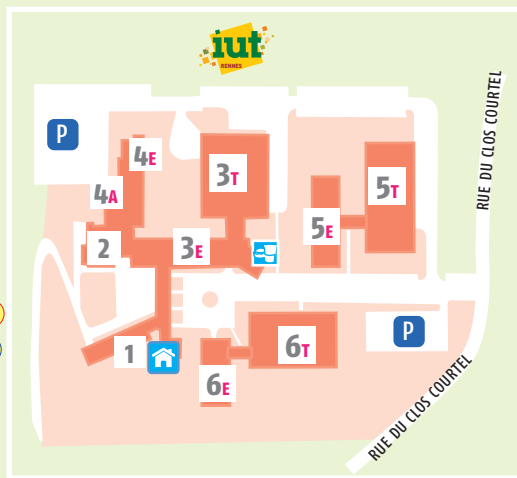 iut
RENNES
P
4E
3T
4A
5T
5E
2
3E
1
6T
P
6E
RUE DU CLOS COURTEL
RUE DU CLOS COURTEL